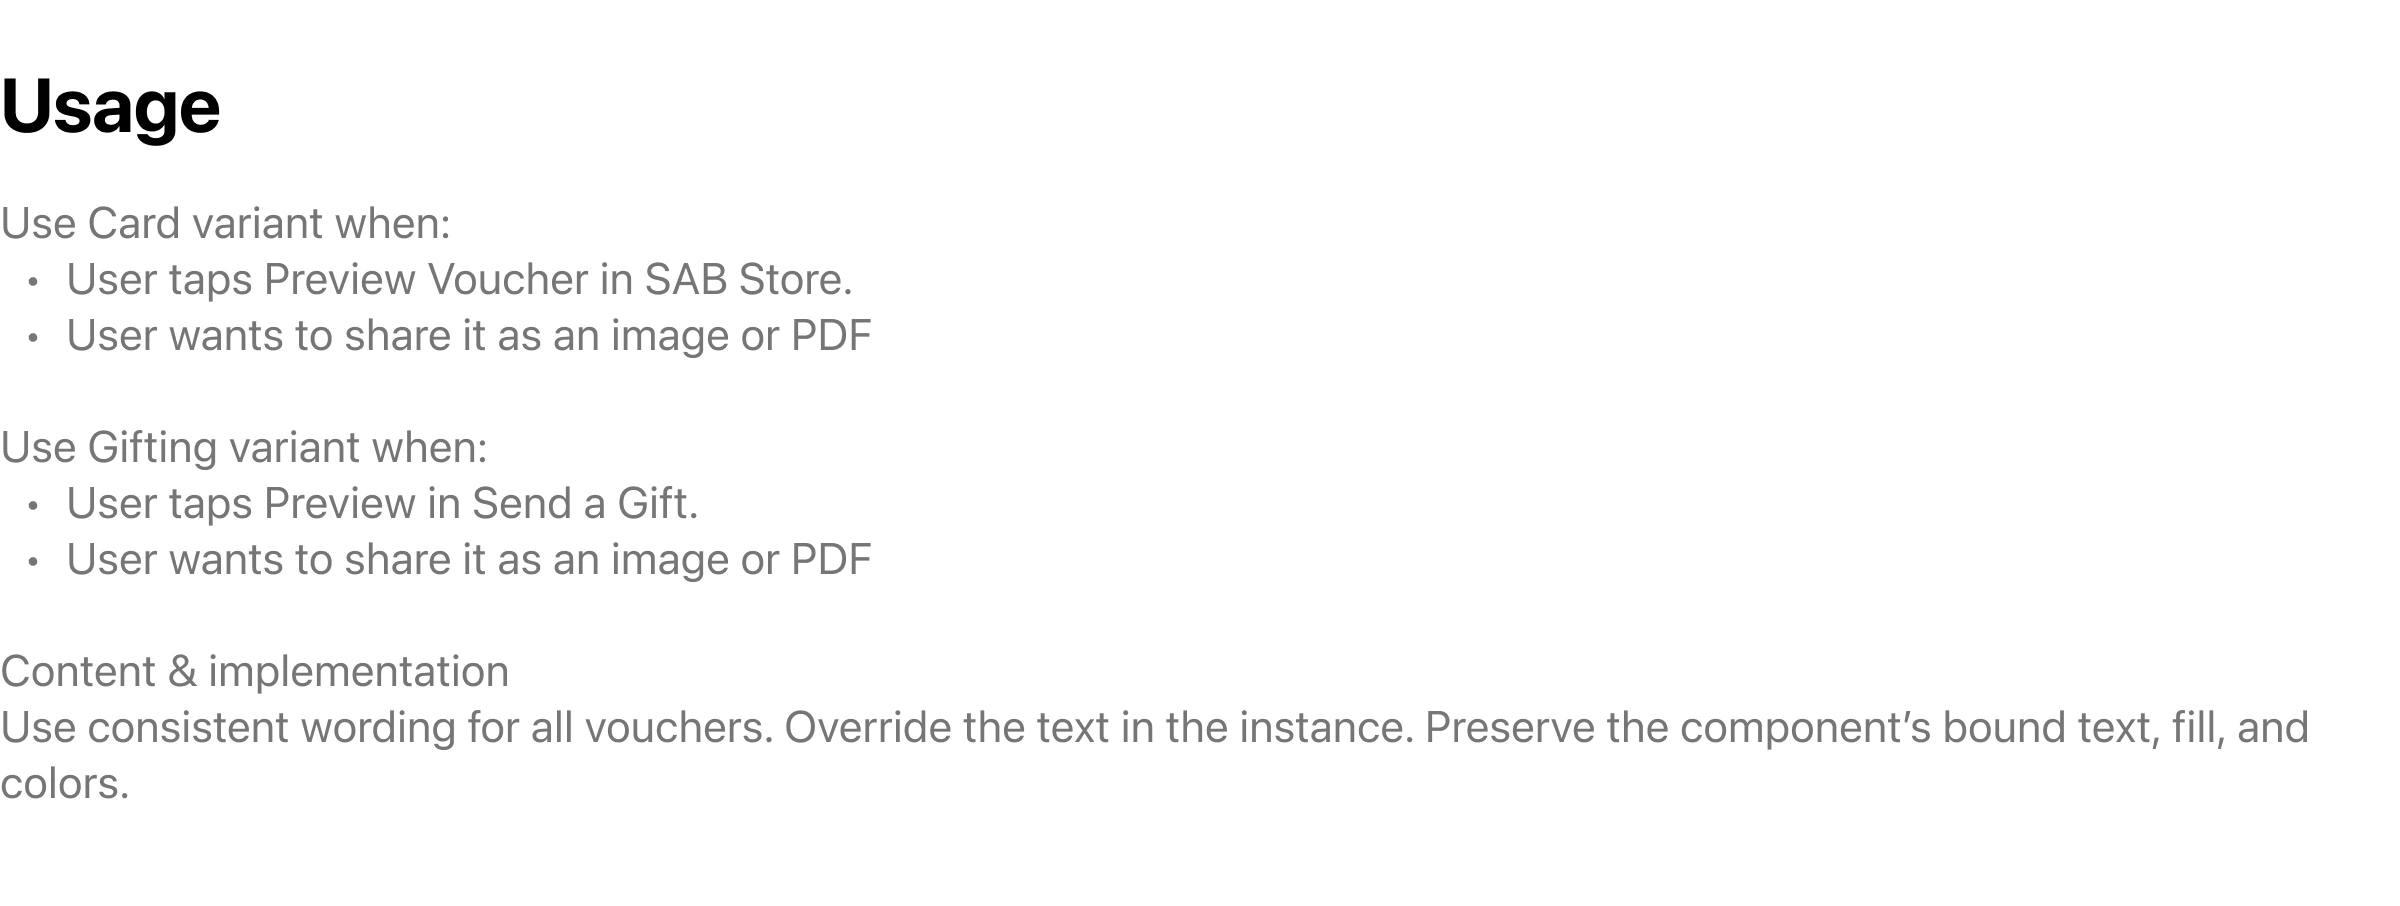 Usage
Use Card variant when:
• User taps Preview Voucher in SAB Store.
• User wants to share it as an image or PDF
Use Gifting variant when:
• User taps Preview in Send a Gift.
• User wants to share it as an image or PDF
Content & implementation
Use consistent wording for all vouchers. Override the text in the instance. Preserve the component’s bound text, fill, and
colors.